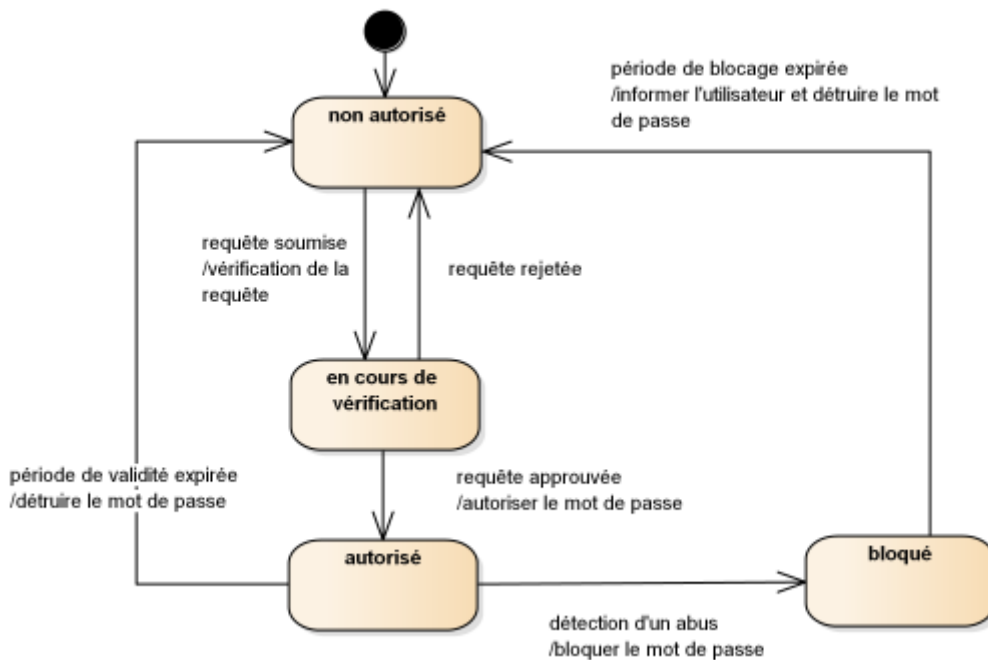 période de blocage expirée
/informer l'utilisateur et détruire le mot
de passe
non autorisé
requête soumise
/vérification de la
requête
requête rejetée
en cours de
vérification
période de validité expirée
/détruire le mot de passe
requête approuvée
/autoriser le mot de passe
autorisé
bloqué
détection d'un abus
/bloquer le mot de passe